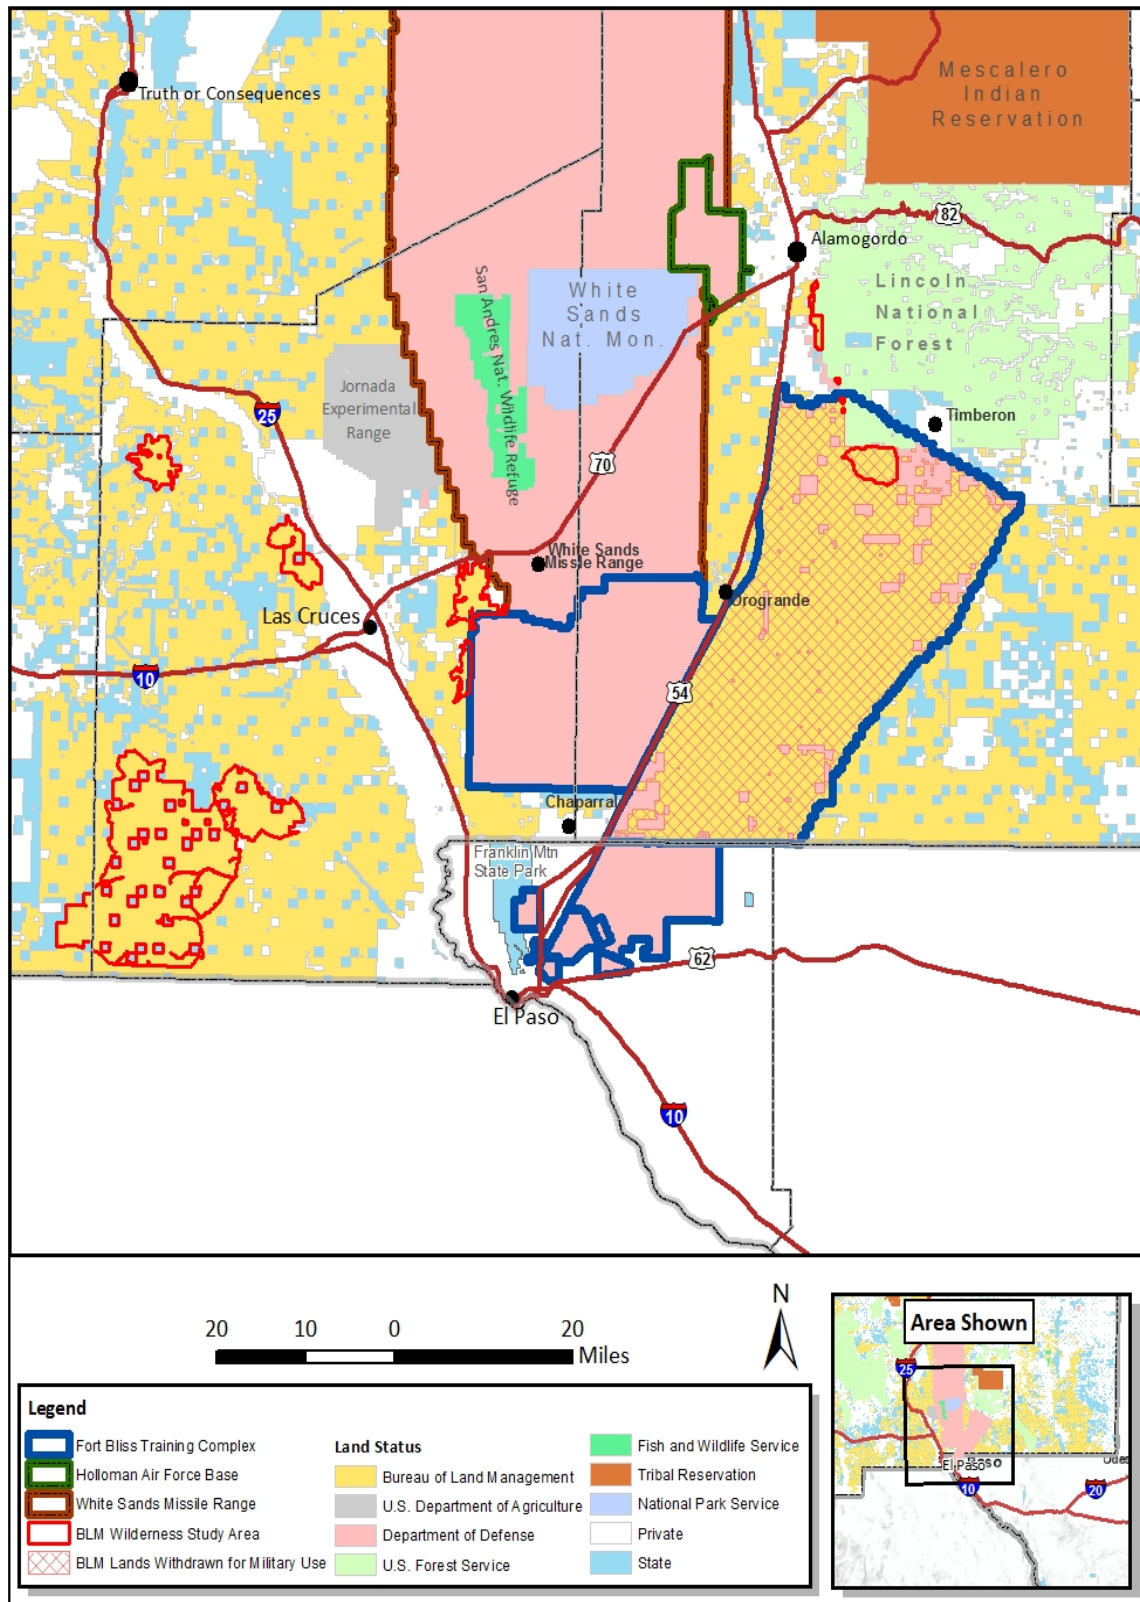 Truth or Consequences
Mescalero
Indian
Reservation
82
Alamogordo
White
Sands
Nat. Mon.
San Andres Nat. Wildlife Refuge
Lincoln
National
Forest
Jornada
Experimental
Range
25
Timberon
70
White Sands
Missle Range
Orogrande
Las Cruces
10
54
Chaparral
Franklin Mtn
State Park
62
El Paso
10
N
20 10 0 20
Miles
Area Shown
25
El Paso
10
20
Legend
Fort Bliss Training Complex
Holloman Air Force Base
White Sands Missile Range
BLM Wilderness Study Area
BLM Lands Withdrawn for Military Use
Land Status
Bureau of Land Management
U.S. Department of Agriculture
Department of Defense
U.S. Forest Service
Fish and Wildlife Service
Tribal Reservation
National Park Service
Private
State